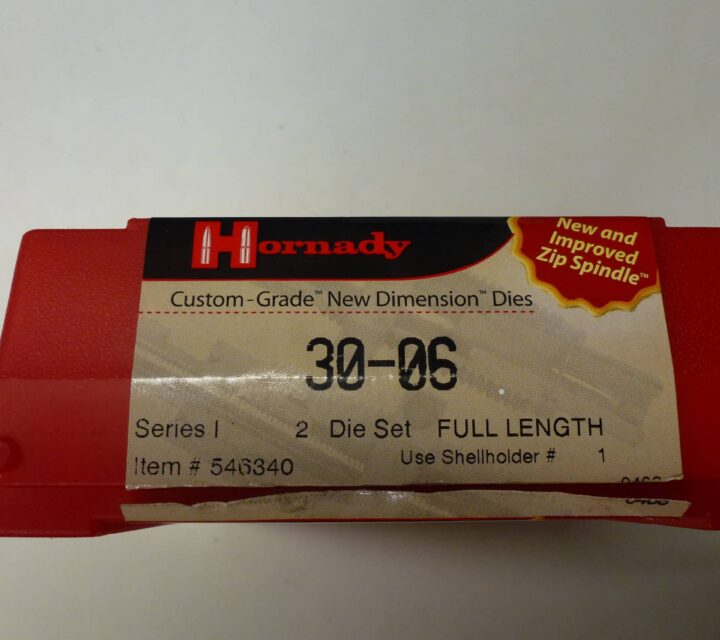 Hornady
New and
Improved
Zip Spindle™
Custom-Grade™ New Dimension™ Dies
30-06
Series I 2 Die Set FULL LENGTH
Item # 546340 Use Shellholder # 1